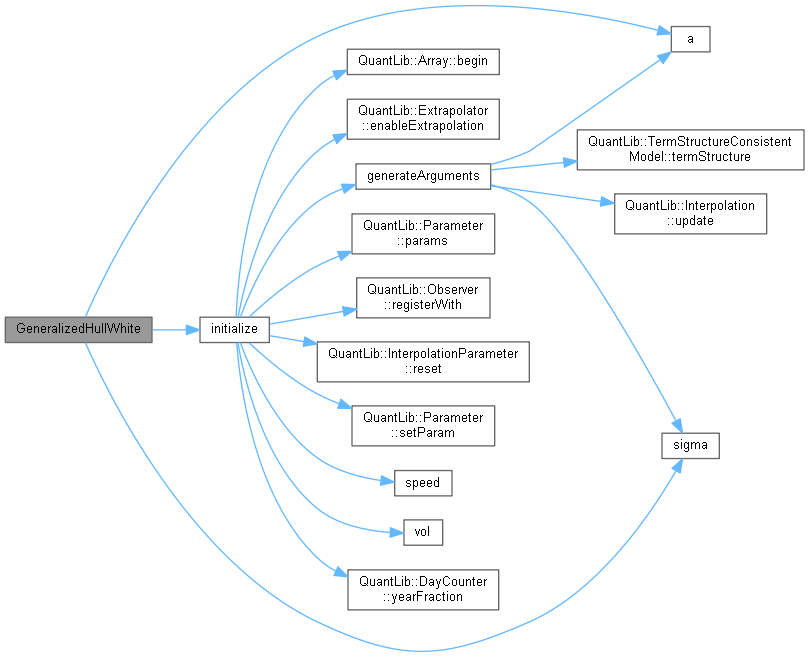 a
QuantLib::Array::begin
QuantLib::Extrapolator
::enableExtrapolation
QuantLib::TermStructureConsistent
Model::termStructure
generateArguments
QuantLib::Interpolation
::update
QuantLib::Parameter
::params
QuantLib::Observer
::registerWith
GeneralizedHullWhite
initialize
QuantLib::InterpolationParameter
::reset
QuantLib::Parameter
::setParam
sigma
speed
vol
QuantLib::DayCounter
::yearFraction